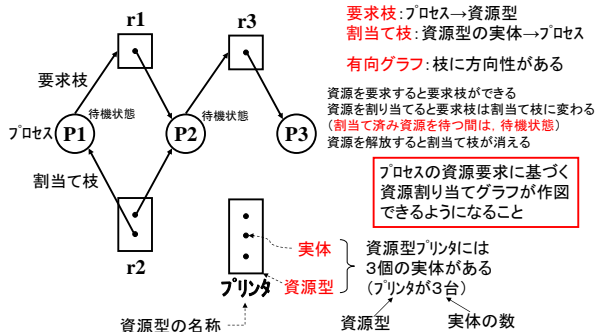 r1
r3
要求枝:プロセス→資源型
割当て枝:資源型の実体→プロセス
有向グラフ:枝に方向性がある
要求枝
資源を要求すると要求枝ができる
資源を割り当てると要求枝は割当て枝に変わる
(割当て済み資源を待つ間は,待機状態)
資源を解放すると割当て枝が消える
待機状態
待機状態
プロセス
P1
P2
P3
割当て枝
プロセスの資源要求に基づく
資源割り当てグラフが作図
できるようになること
r2
実体
資源型
プリンタ
資源型プリンタには
3個の実体がある
(プリンタが3台)
資源型の名称
資源型
実体の数